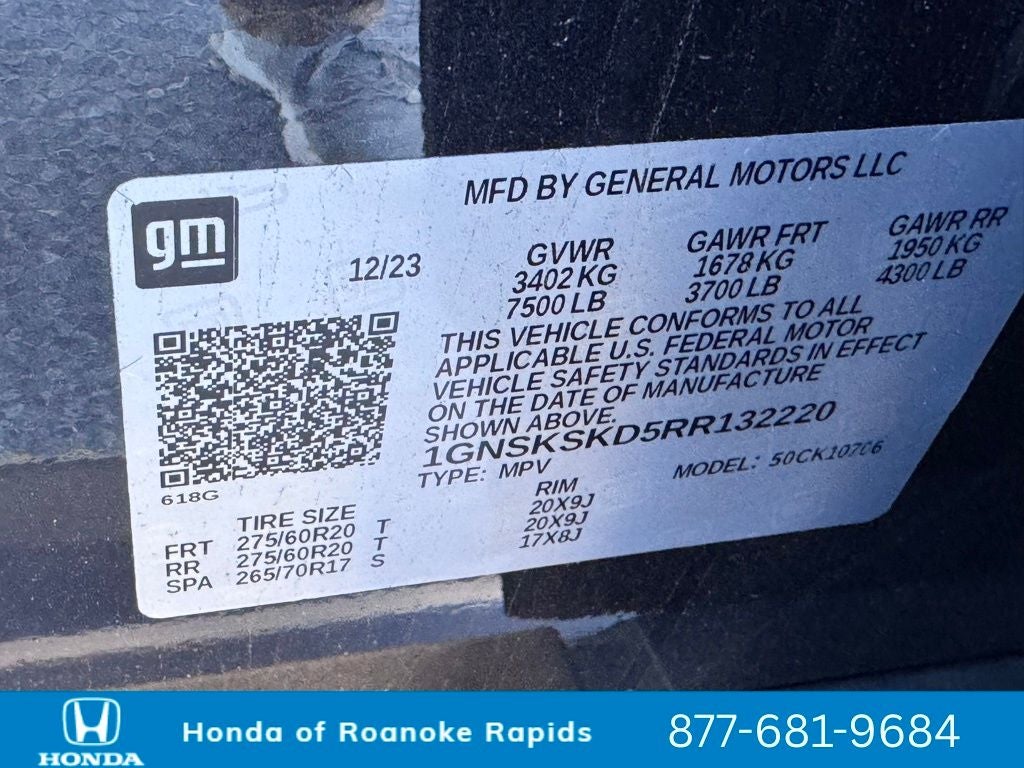 MFD BY GENERAL MOTORS LLC
gm
12/23
GVWR
3402 KG
7500 LB
GAWR FRT
1678 KG
3700 LB
GAWR RR
1950 KG
4300 LB
THIS VEHICLE CONFORMS TO ALL
APPLICABLE U.S. FEDERAL MOTOR
VEHICLE SAFETY STANDARDS IN EFFECT
ON THE DATE OF MANUFACTURE
SHOWN ABOVE.
1GNSKSKD5RR132220
TYPE: MPV
MODEL: 50CK10706
618G
TIRE SIZE
RIM
FRT 275/60R20 T 20X9J
RR 275/60R20 T 20X9J
SPA 265/70R17 S 17X8J
HONDA
Honda of Roanoke Rapids
877-681-9684